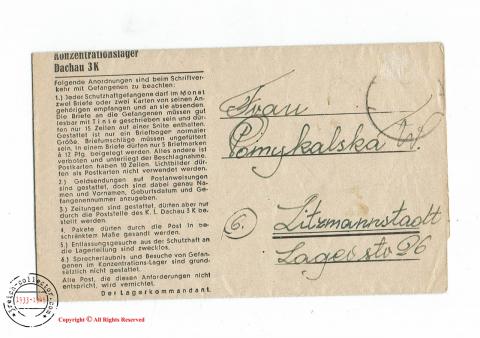 Konzentrationslager
Dachau 3K
Folgende Anordnungen sind beim Schriftver-
kehr mit Gefangenen zu beachten:
1.) Jeder Schutzhaftgefangene darf im Monat
zwei Briefe oder zwei Karten von seinen An-
gehörigen empfangen und an sie absenden.
Die Briefe an die Gefangenen müssen gut
lesbar mit Tinte geschrieben sein und dür-
fen nur 15 Zeilen auf einer Seite enthalten.
Gestattet ist nur ein Briefbogen normaler
Größe. Briefumschläge müssen ungefüttert
sein. In einem Briefe dürfen nur 5 Briefmarken
à 12 Pfg. beigelegt werden. Alles andere ist
verboten und unterliegt der Beschlagnahme.
Postkarten haben 10 Zeilen. Lichtbilder dür-
fen als Postkarten nicht verwendet werden.
2.) Geldsendungen auf Postanweisungen
sind gestattet, doch sind dabei genau Na-
men und Vornamen, Geburtsdatum und Ge-
fangenennummer anzugeben.
3.) Zeitungen sind gestattet, dürfen aber nur
durch die Poststelle des K. L. Dachau 3K be-
stellt werden.
4. Pakete dürfen durch die Post in be-
schränktem Maße gesandt werden.
5.) Entlassungsgesuche aus der Schutzhaft an
die Lagerleitung sind zwecklos.
6.) Sprecherlaubnis und Besuche von Gefan-
genen im Konzentrations-Lager sind grund-
sätzlich nicht gestattet.
Alle Post, die diesen Anforderungen nicht
entspricht, wird vernichtet.
Der Lagerkommandant.
Frau
Pomykalska W.
6.
Litzmannstadt
Lagerstr 26
1933-1945
Copyright © All Rights Reserved